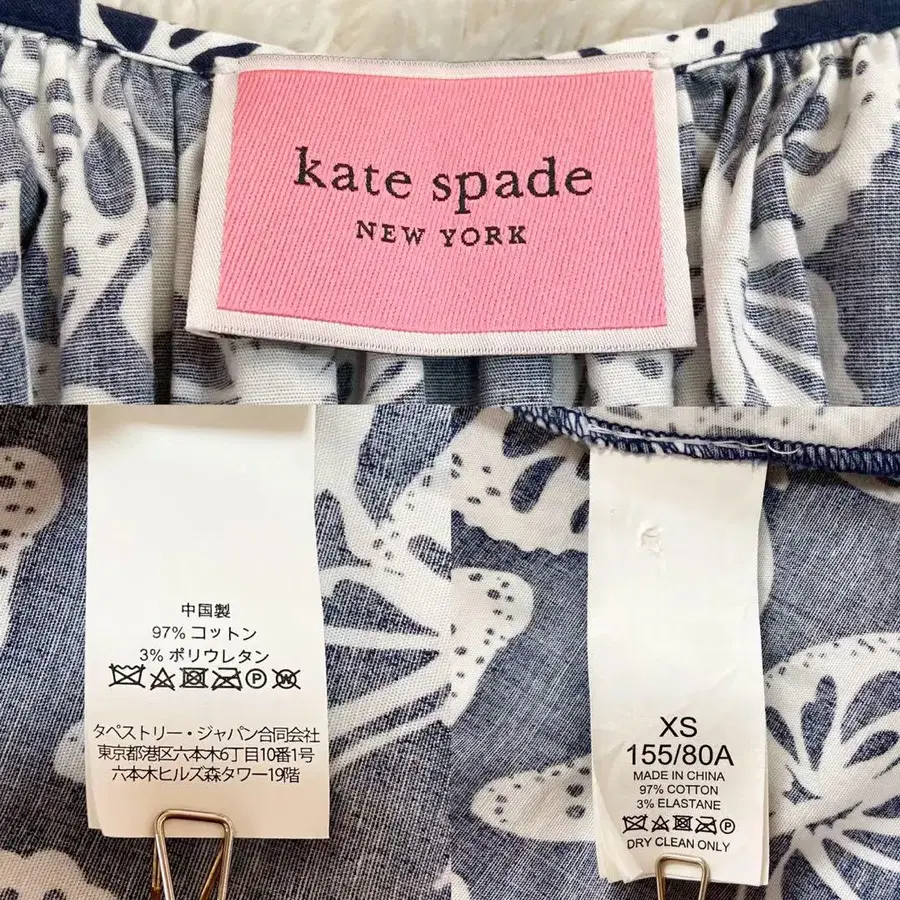 kate spade
NEW YORK
中国製
97% コットン
3% ポリウレタン
タペストリー・ジャパン合同会社
東京都港区六本木6丁目10番1号
六本木ヒルズ森タワー19階
XS
155/80A
MADE IN CHINA
97% COTTON
3% ELASTANE
DRY CLEAN ONLY